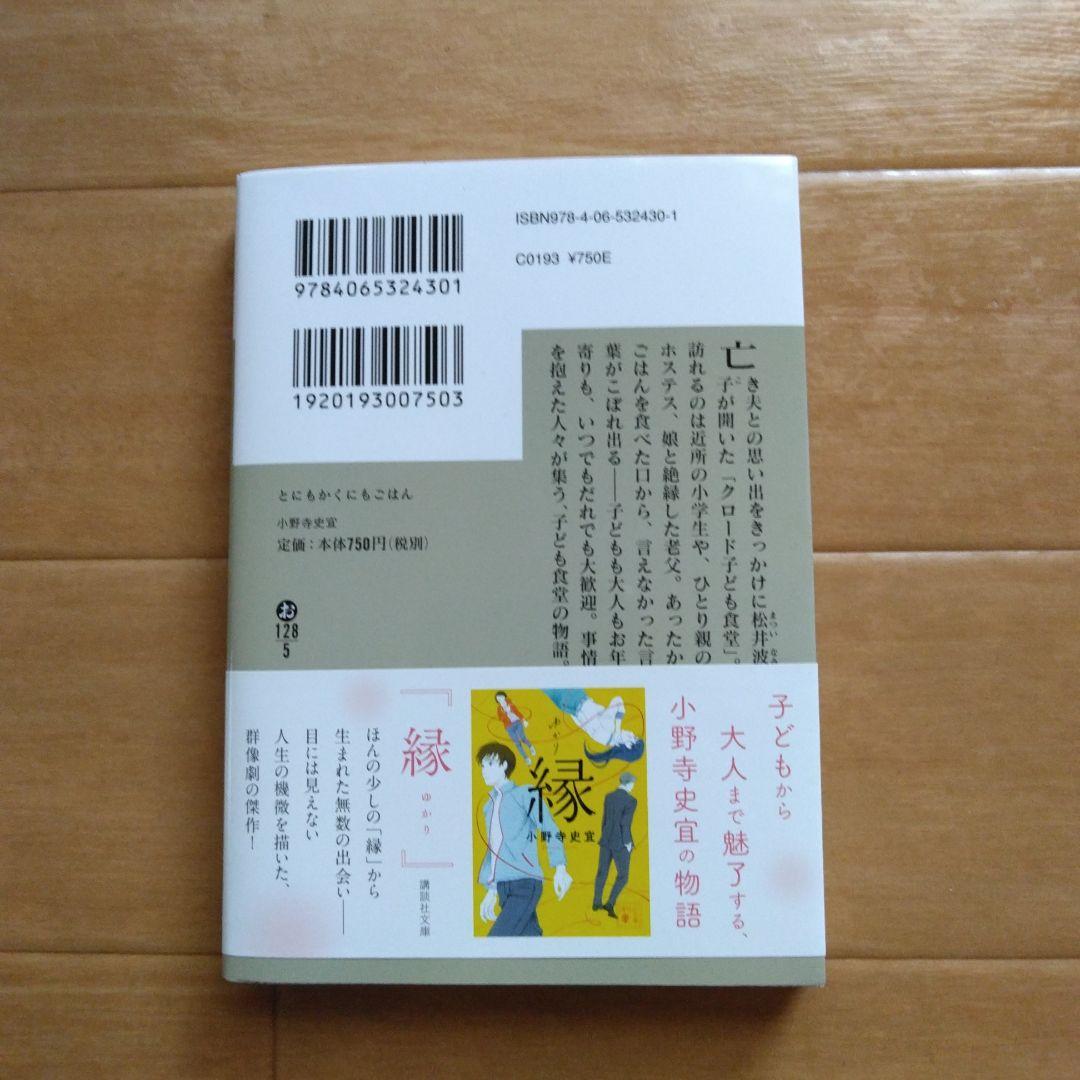 ISBN978-4-06-532430-1
C0193 ¥750E
9784065324301
1920193007503
亡き夫との思い出をきっかけに松井波
まつい なみ
子が開いた「クロード子ども食堂」。
こ
訪れるのは近所の小学生や、ひとり親の
ホステス、娘と絶縁した老父。あったか
ごはんを食べた口から、言えなかった言
葉がこぼれ出る――子どもも大人もお年
寄りも、いつでもだれでも大歓迎。事情
を抱えた人々が集う、子ども食堂の物語。
とにもかくにもごはん
小野寺史宜
定価：本体750円（税別）
お
128
5
子どもから
大人まで魅了する、
小野寺史宜の物語
ゆかり
縁
小野寺史宜
『縁』
ゆかり
講談社文庫
ほんの少しの「縁」から
生まれた無数の出会い――
目には見えない
人生の機微を描いた、
群像劇の傑作！